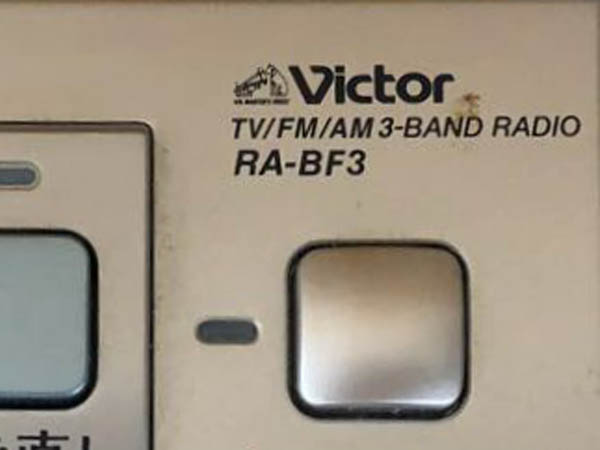 Victor
TV/FM/AM 3-BAND RADIO
RA-BF3